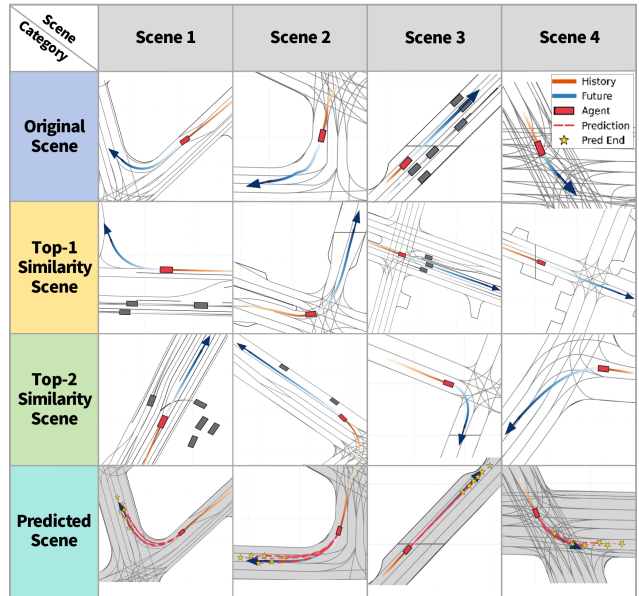 Scene
Category
Scene 1
Scene 2
Scene 3
Scene 4
Original
Scene
History
Future
Agent
Prediction
Pred End
Top-1
Similarity
Scene
Top-2
Similarity
Scene
Predicted
Scene